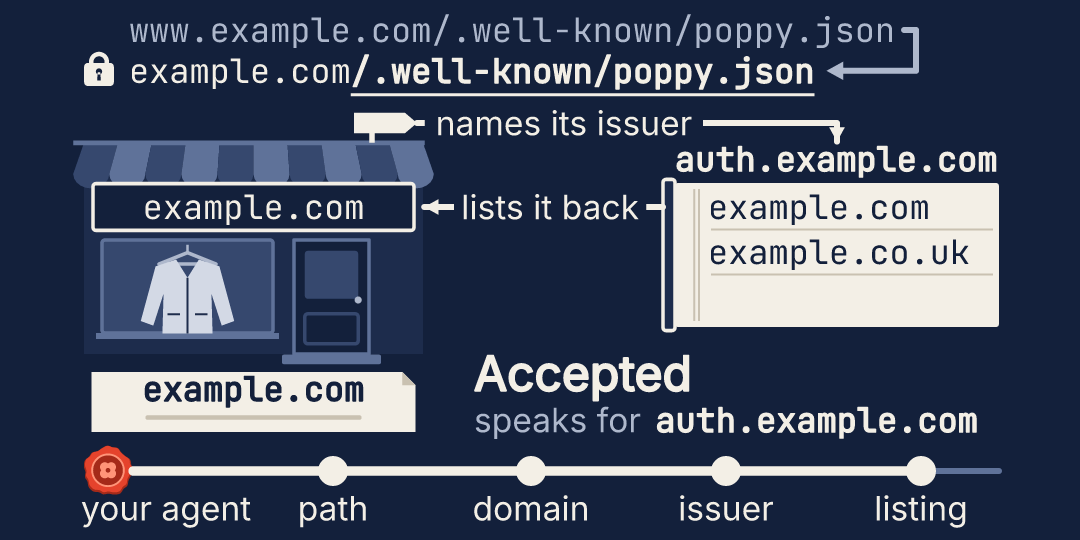 www.example.com/.well-known/poppy.json
example.com/.well-known/poppy.json
names its issuer
auth.example.com
example.com
lists it back
example.com
example.co.uk
example.com
Accepted
speaks for auth.example.com
your agent
path
domain
issuer
listing